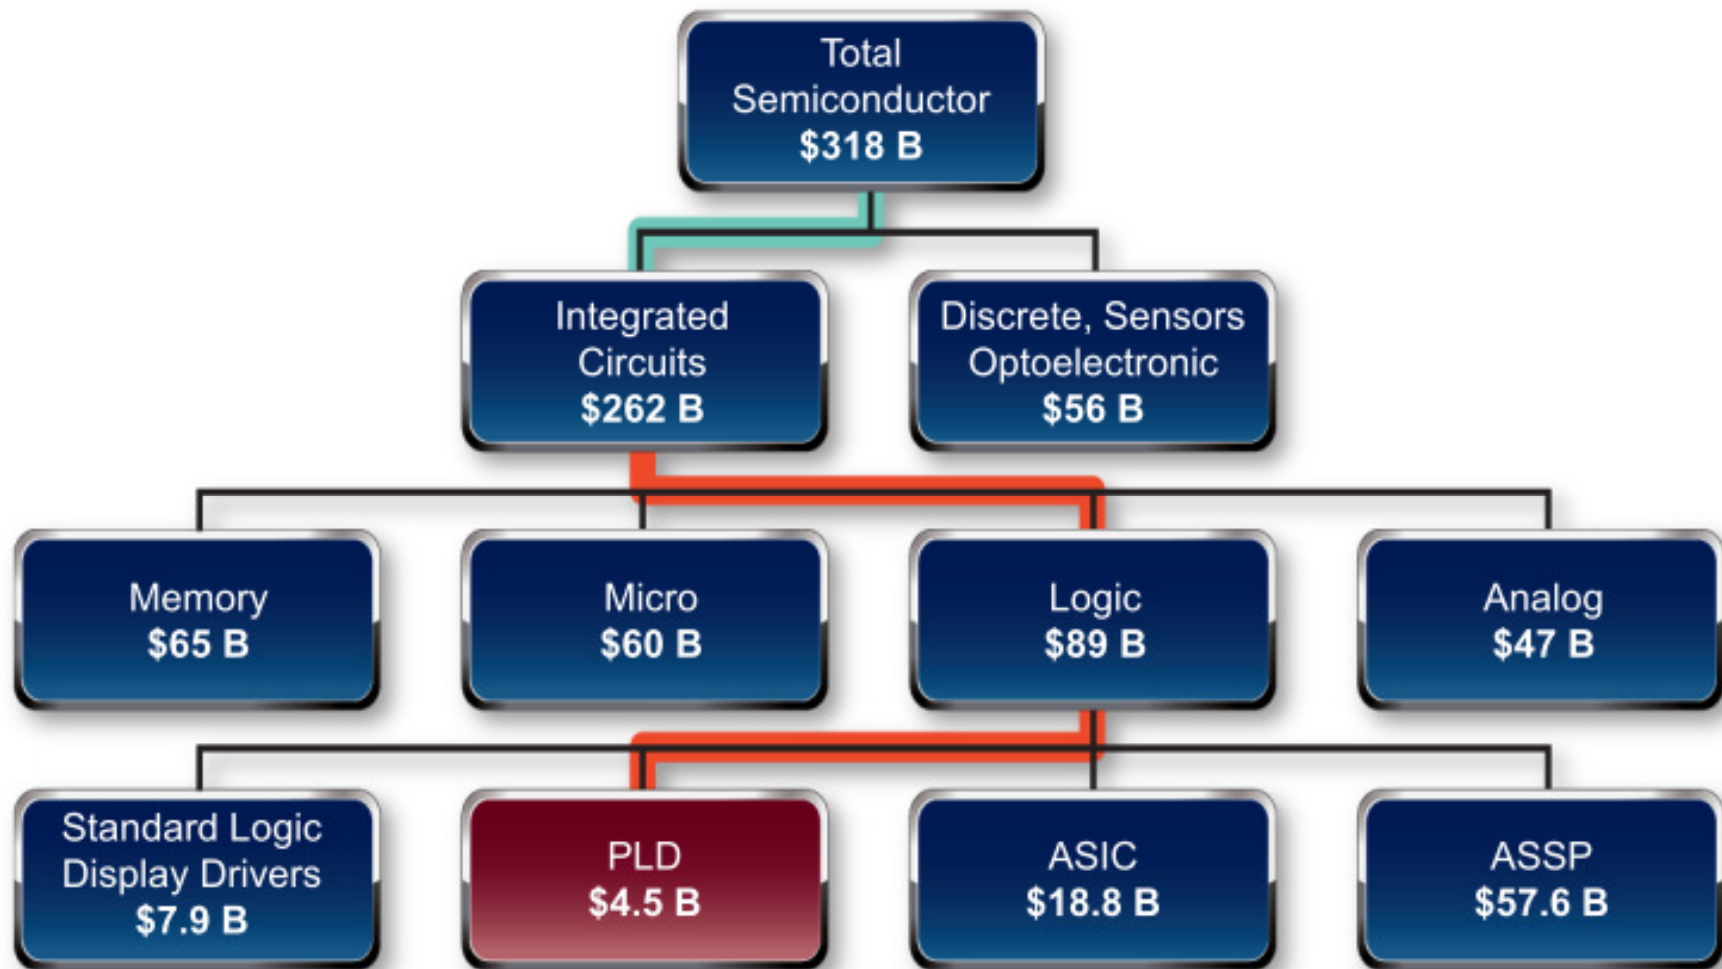 Total
Semiconductor
$318 B
Integrated
Circuits
$262 B
Discrete, Sensors
Optoelectronic
$56 B
Memory
$65 B
Micro
$60 B
Logic
$89 B
Analog
$47 B
Standard Logic
Display Drivers
$7.9 B
PLD
$4.5 B
ASIC
$18.8 B
ASSP
$57.6 B